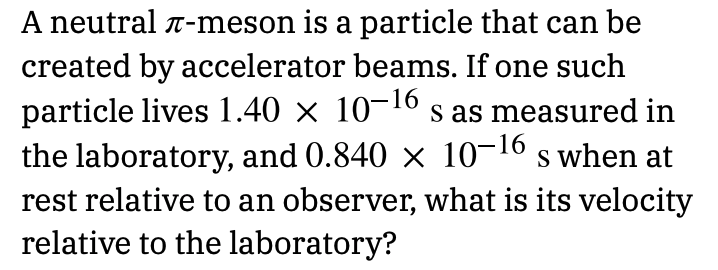 A neutral π-meson is a particle that can be
created by accelerator beams. If one such
particle lives 1.40 × 10⁻¹⁶ s as measured in
the laboratory, and 0.840 × 10⁻¹⁶ s when at
rest relative to an observer, what is its velocity
relative to the laboratory?